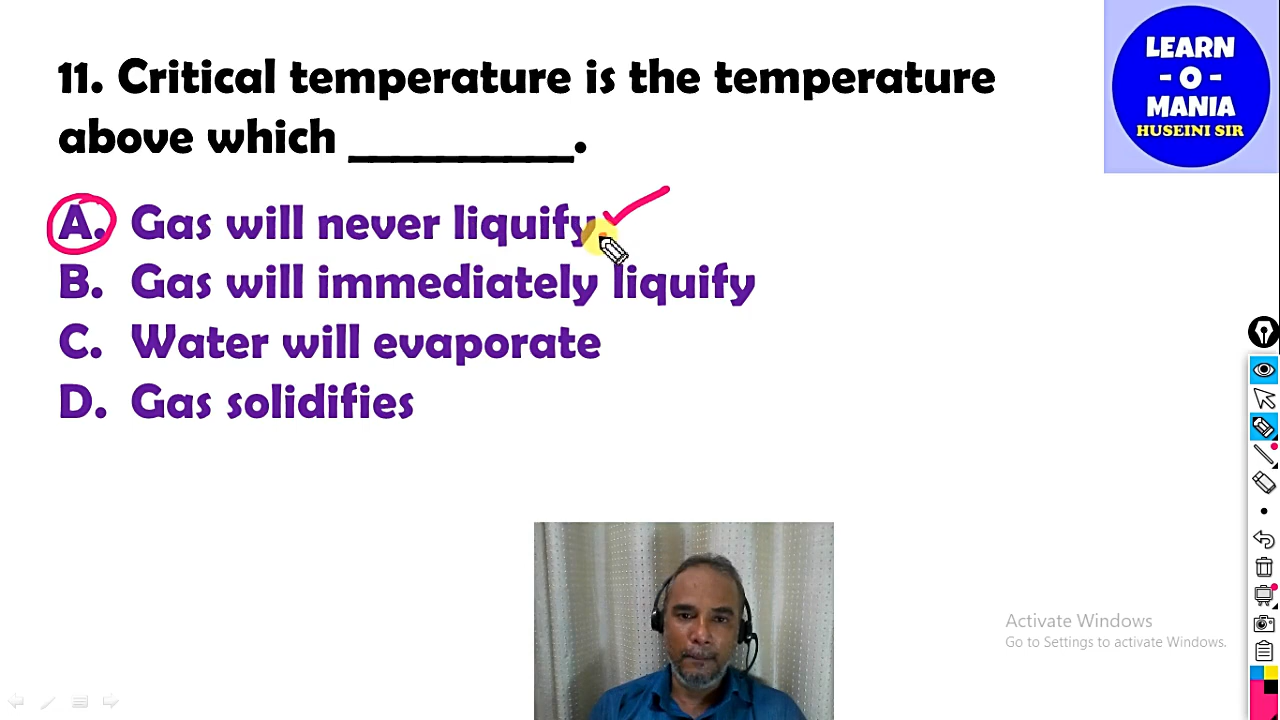 11. Critical temperature is the temperature
above which __________.
A. Gas will never liquify.
B. Gas will immediately liquify
C. Water will evaporate
D. Gas solidifies
LEARN
- O -
MANIA
HUSEINI SIR
Activate Windows
Go to Settings to activate Windows.